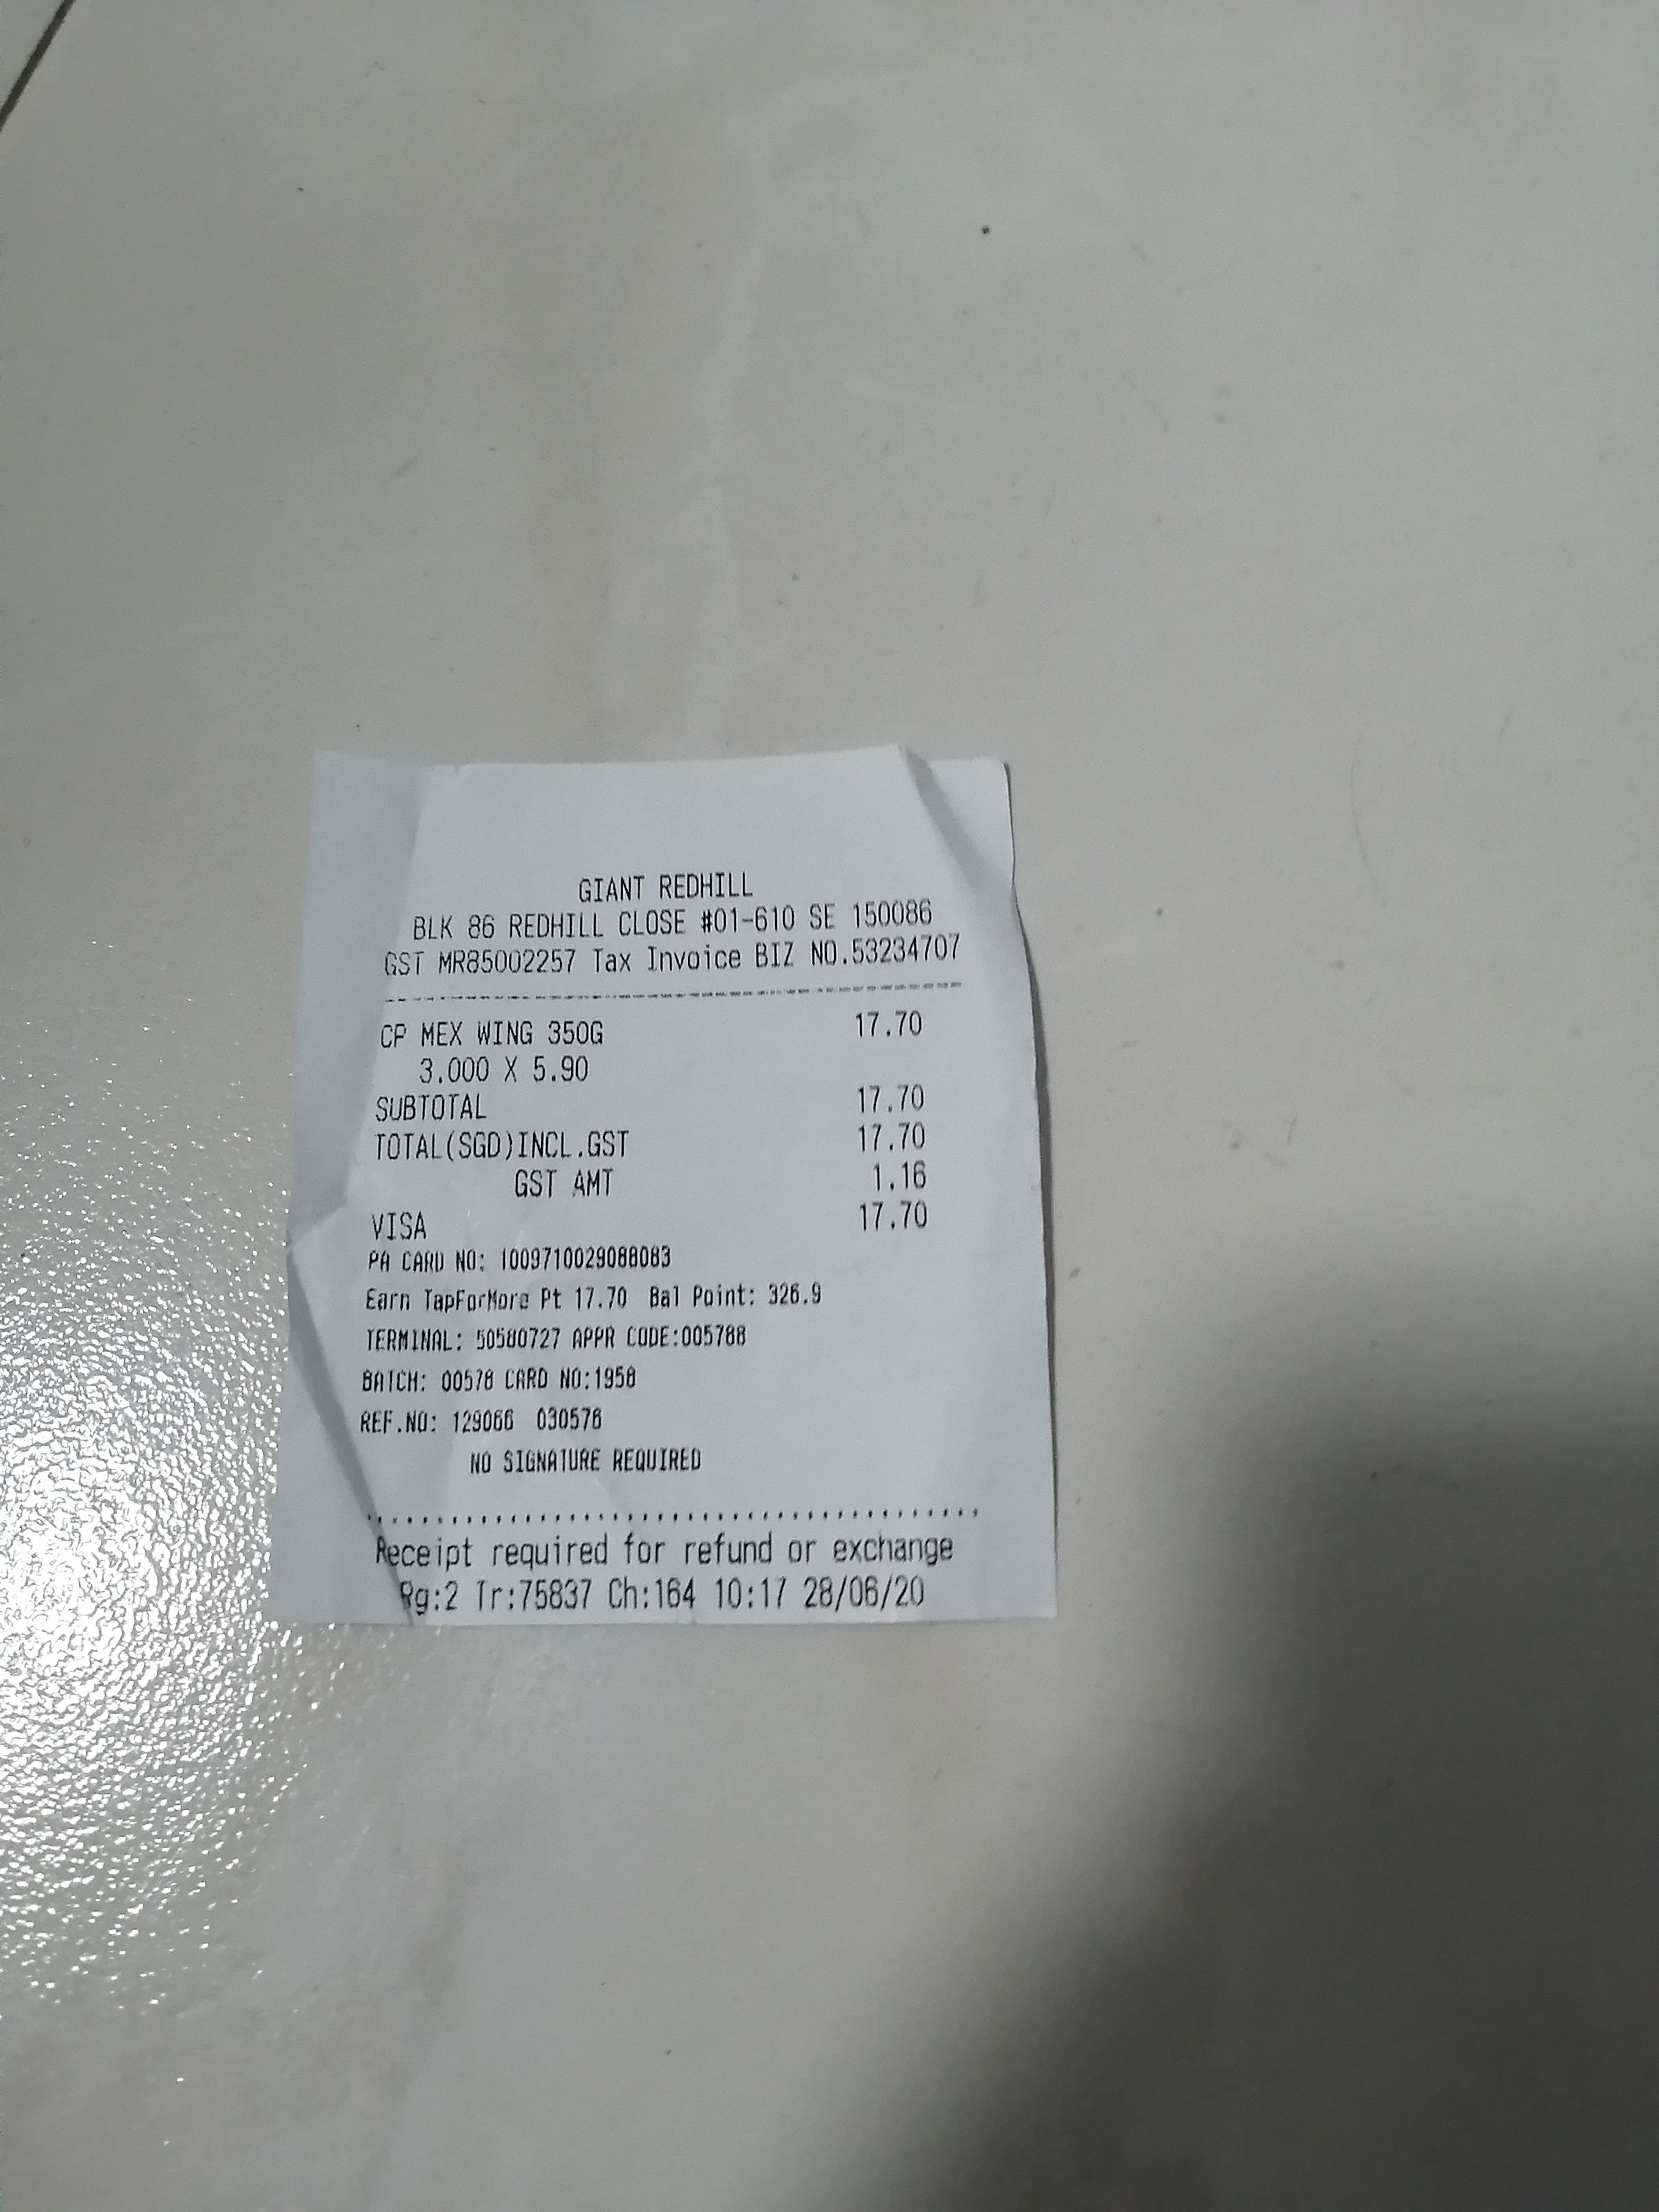 GIANT REDHILL
BLK 86 REDHILL CLOSE #01-610 SE 150086
GST MR85002257 Tax Invoice BIZ NO.53234707
CP MEX WING 350G 17.70
3.000 X 5.90
SUBTOTAL 17.70
TOTAL(SGD)INCL.GST 17.70
GST AMT 1.16
VISA 17.70
PA CARD NO: 1009710029088083
Earn TapForMore Pt 17.70 Bal Point: 326.9
TERMINAL: 50580727 APPR CODE:005788
BATCH: 00578 CARD NO:1958
REF.NO: 129066 030578
NO SIGNATURE REQUIRED
Receipt required for refund or exchange
Rg:2 Tr:75837 Ch:164 10:17 28/06/20